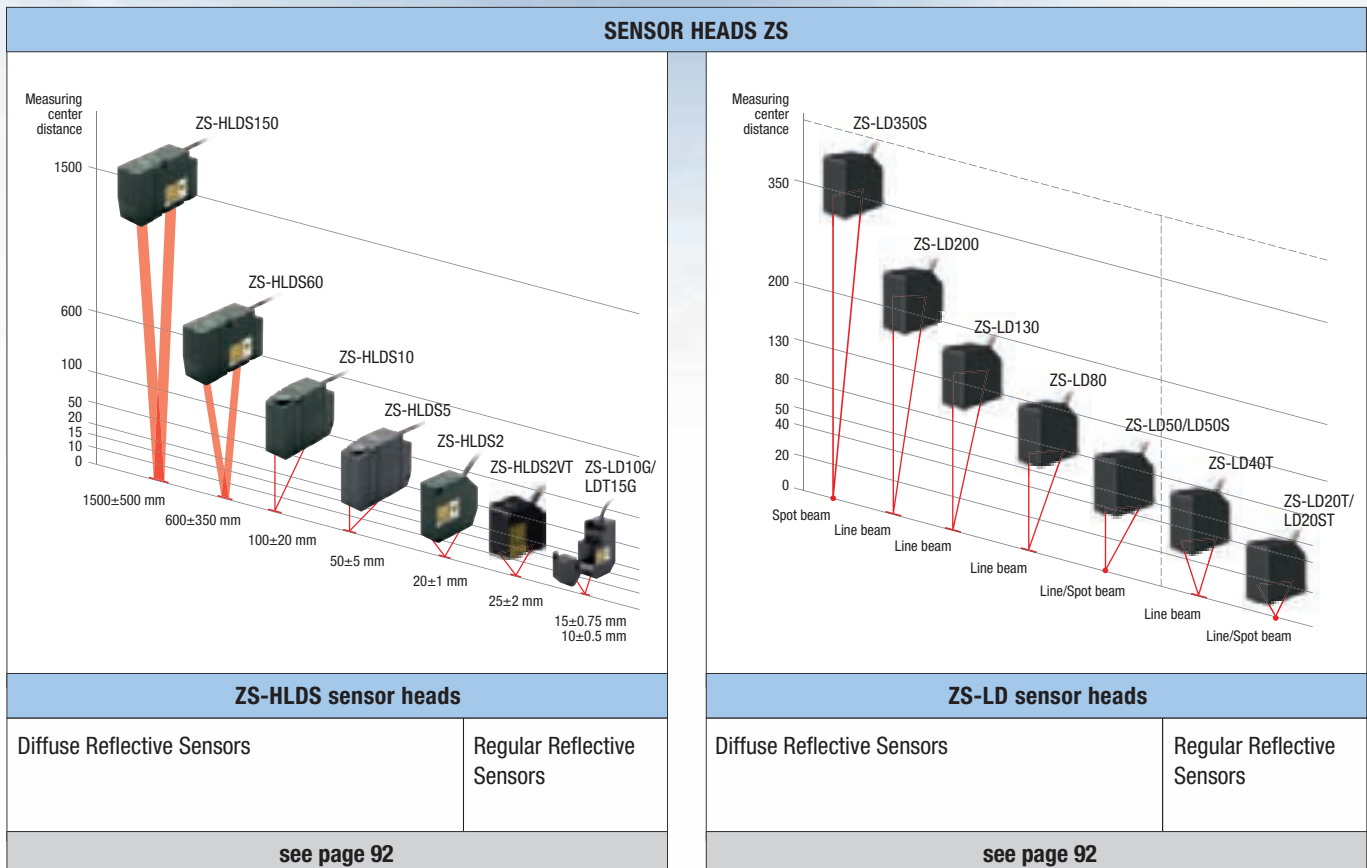 SENSOR HEADS ZS
Measuring
center
distance
1500
600
100
50
20
15
10
0
ZS-HLDS150
ZS-HLDS60
ZS-HLDS10
ZS-HLDS5
ZS-HLDS2
ZS-HLDS2VT
ZS-LD10G/
LDT15G
1500±500 mm
600±350 mm
100±20 mm
50±5 mm
20±1 mm
25±2 mm
15±0.75 mm
10±0.5 mm
ZS-HLDS sensor heads
Diffuse Reflective Sensors
Regular Reflective
Sensors
see page 92
Measuring
center
distance
350
200
130
80
50
40
20
0
ZS-LD350S
ZS-LD200
ZS-LD130
ZS-LD80
ZS-LD50/LD50S
ZS-LD40T
ZS-LD20T/
LD20ST
Spot beam
Line beam
Line beam
Line beam
Line/Spot beam
Line beam
Line/Spot beam
ZS-LD sensor heads
Diffuse Reflective Sensors
Regular Reflective
Sensors
see page 92